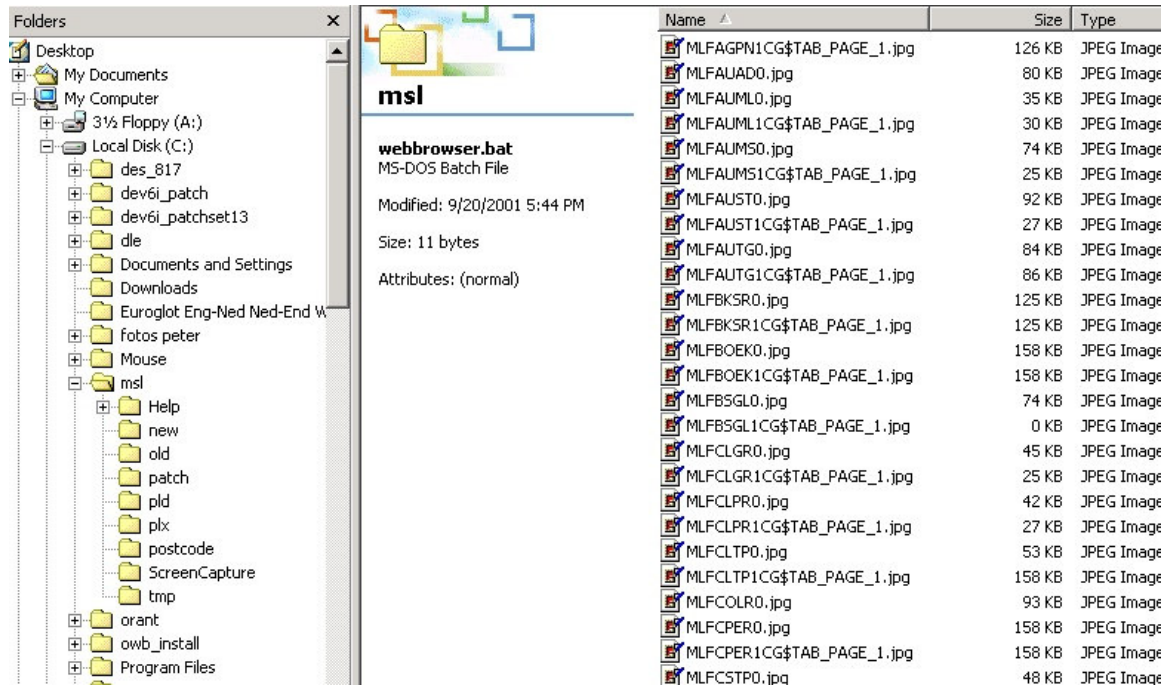 Folders
Desktop
My Documents
My Computer
3½ Floppy (A:)
Local Disk (C:)
des_817
dev6i_patch
dev6i_patchset13
dle
Documents and Settings
Downloads
Euroglot Eng-Ned Ned-End
fotos peter
Mouse
msl
Help
new
old
patch
pld
plx
postcode
ScreenCapture
tmp
orant
owb_install
Program Files
msl
webbrowser.bat
MS-DOS Batch File
Modified: 9/20/2001 5:44 PM
Size: 11 bytes
Attributes: (normal)
Name Size Type
MLFAGPN1CG$TAB_PAGE_1.jpg 126 KB JPEG Image
MLFAUAD0.jpg 80 KB JPEG Image
MLFAUML0.jpg 35 KB JPEG Image
MLFAUML1CG$TAB_PAGE_1.jpg 30 KB JPEG Image
MLFAUMS0.jpg 74 KB JPEG Image
MLFAUMS1CG$TAB_PAGE_1.jpg 25 KB JPEG Image
MLFAUST0.jpg 92 KB JPEG Image
MLFAUST1CG$TAB_PAGE_1.jpg 27 KB JPEG Image
MLFAUTG0.jpg 84 KB JPEG Image
MLFAUTG1CG$TAB_PAGE_1.jpg 86 KB JPEG Image
MLFBKSR0.jpg 125 KB JPEG Image
MLFBKSR1CG$TAB_PAGE_1.jpg 125 KB JPEG Image
MLFBOEK0.jpg 158 KB JPEG Image
MLFBOEK1CG$TAB_PAGE_1.jpg 158 KB JPEG Image
MLFBSGL0.jpg 74 KB JPEG Image
MLFBSGL1CG$TAB_PAGE_1.jpg 0 KB JPEG Image
MLFCLGR0.jpg 45 KB JPEG Image
MLFCLGR1CG$TAB_PAGE_1.jpg 25 KB JPEG Image
MLFCLPR0.jpg 42 KB JPEG Image
MLFCLPR1CG$TAB_PAGE_1.jpg 27 KB JPEG Image
MLFCLTP0.jpg 53 KB JPEG Image
MLFCLTP1CG$TAB_PAGE_1.jpg 158 KB JPEG Image
MLFCOLR0.jpg 93 KB JPEG Image
MLFCPER0.jpg 158 KB JPEG Image
MLFCPER1CG$TAB_PAGE_1.jpg 158 KB JPEG Image
MLFCSTP0.jpg 48 KB JPEG Image